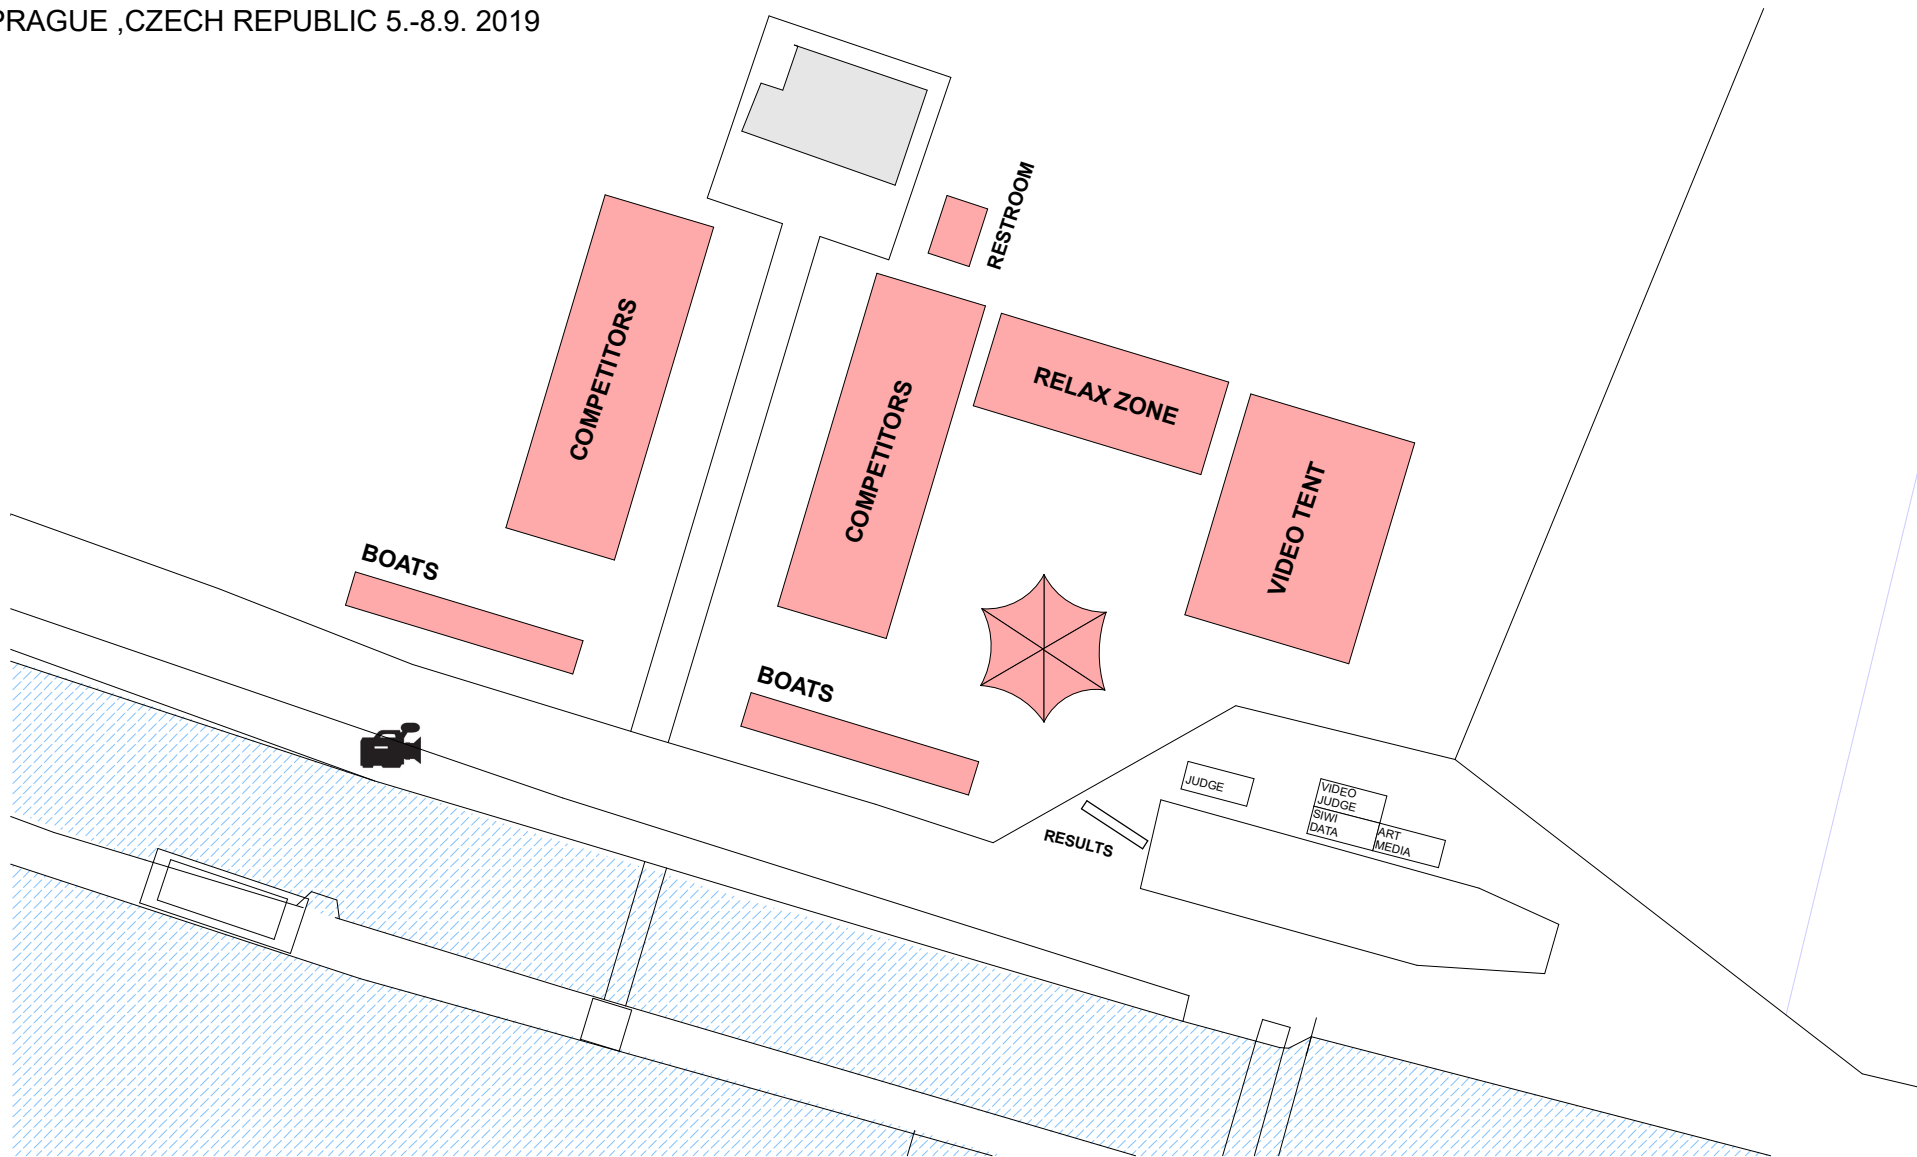 PRAGUE ,CZECH REPUBLIC 5.-8.9. 2019
RESTROOM
COMPETITORS
COMPETITORS
RELAX ZONE
VIDEO TENT
BOATS
BOATS
JUDGE
VIDEO
JUDGE
SIWI
DATA
ART
MEDIA
RESULTS